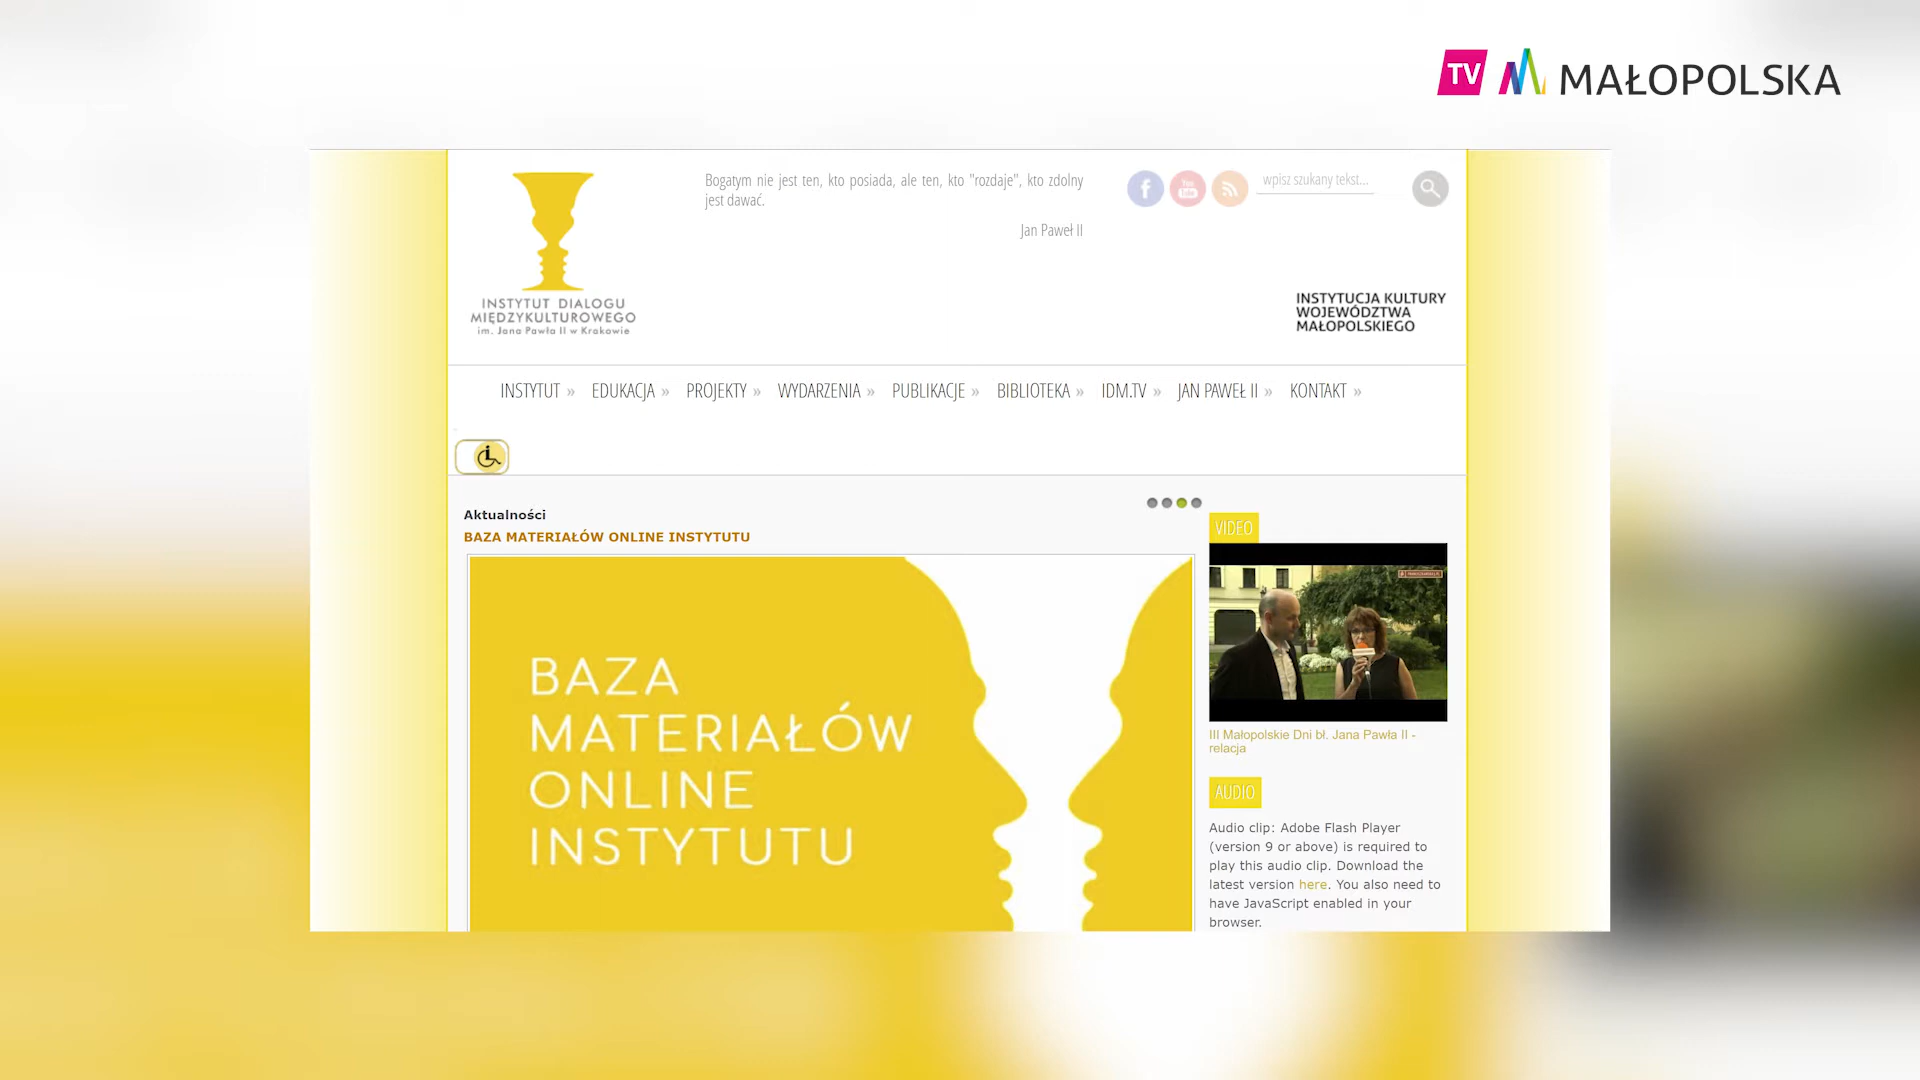 TV MAŁOPOLSKA
Bogatym nie jest ten, kto posiada, ale ten, kto "rozdaje", kto zdolny
jest dawać.
Jan Paweł II
f
You
Tube
wpisz szukany tekst...
INSTYTUT DIALOGU
MIĘDZYKULTUROWEGO
im. Jana Pawła II w Krakowie
INSTYTUCJA KULTURY
WOJEWÓDZTWA
MAŁOPOLSKIEGO
INSTYTUT » EDUKACJA » PROJEKTY » WYDARZENIA » PUBLIKACJE » BIBLIOTEKA » IDM.TV » JAN PAWEŁ II » KONTAKT »
Aktualności
BAZA MATERIAŁÓW ONLINE INSTYTUTU
BAZA
MATERIAŁÓW
ONLINE
INSTYTUTU
VIDEO
III Małopolskie Dni bł. Jana Pawła II -
relacja
AUDIO
Audio clip: Adobe Flash Player
(version 9 or above) is required to
play this audio clip. Download the
latest version here. You also need to
have JavaScript enabled in your
browser.